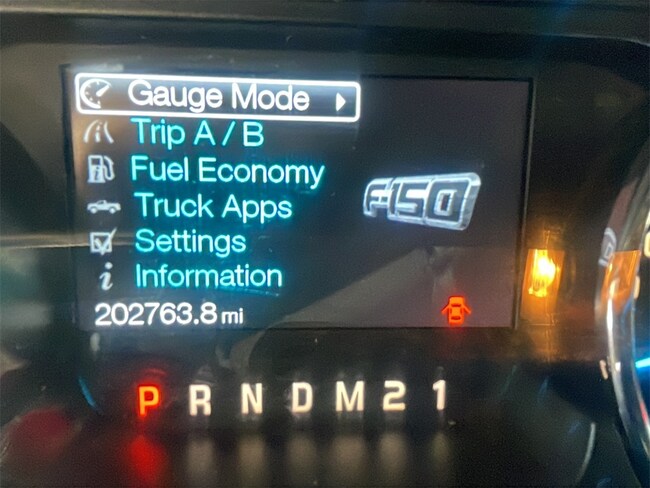 Gauge Mode
Trip A / B
Fuel Economy
Truck Apps
Settings
Information
F-150
202763.8 mi
P R N D M 2 1